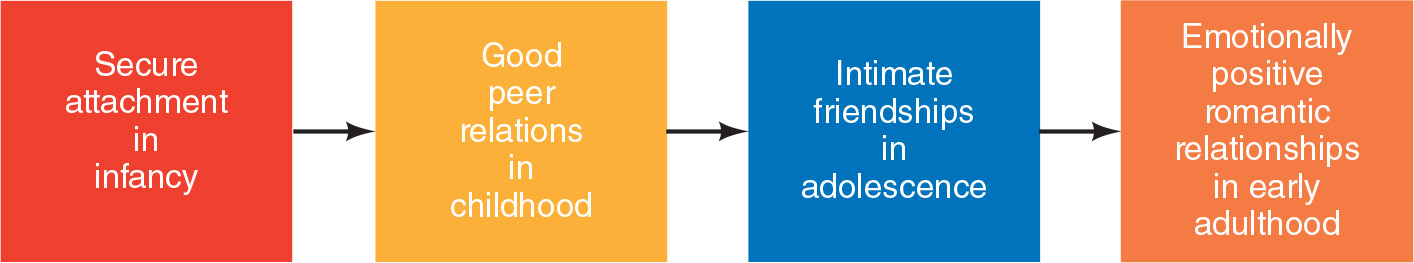 Secure
attachment
in
infancy
Good
peer
relations
in
childhood
Intimate
friendships
in
adolescence
Emotionally
positive
romantic
relationships
in early
adulthood